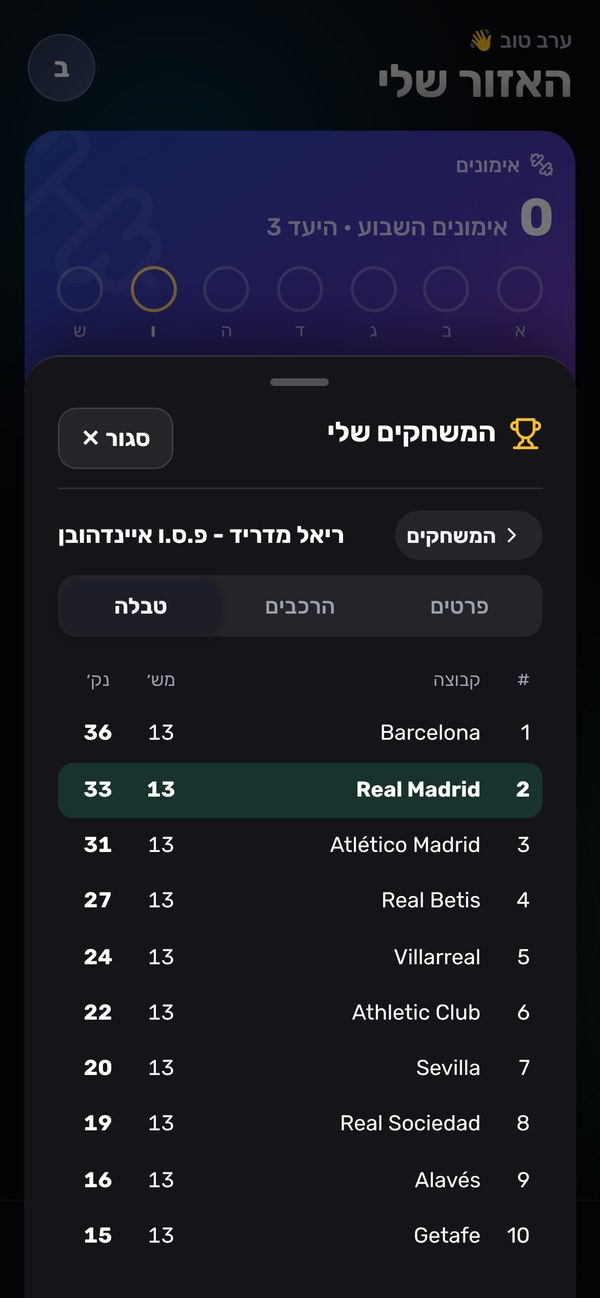 ערב טוב 👋
האזור שלי
ב
אימונים
0 אימונים השבוע • היעד 3
א ב ג ד ה ו ש
המשחקים שלי
סגור ✕
המשחקים
ריאל מדריד - פ.ס.ו איינדהובן
פרטים הרכבים טבלה
# קבוצה מש׳ נק׳
1 Barcelona 13 36
2 Real Madrid 13 33
3 Atlético Madrid 13 31
4 Real Betis 13 27
5 Villarreal 13 24
6 Athletic Club 13 22
7 Sevilla 13 20
8 Real Sociedad 13 19
9 Alavés 13 16
10 Getafe 13 15